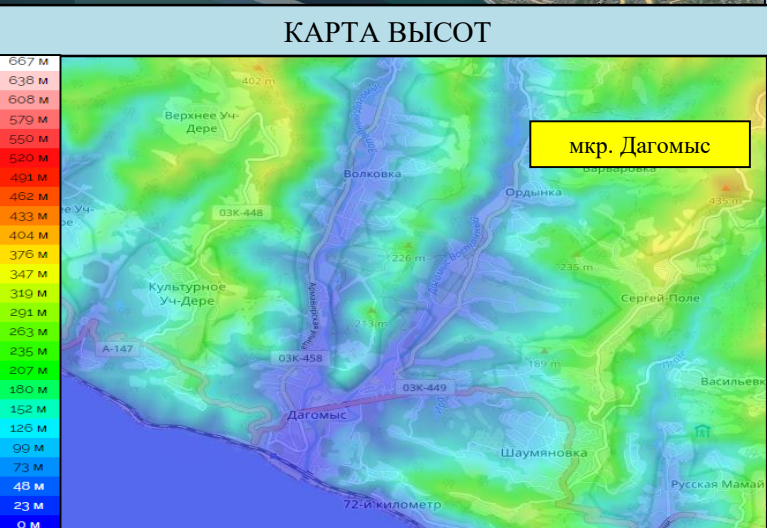 КАРТА ВЫСОТ
667 м
638 м
608 м
579 м
550 м
520 м
491 м
462 м
433 м
404 м
376 м
347 м
319 м
291 м
263 м
235 м
207 м
180 м
152 м
126 м
99 м
73 м
48 м
23 м
0 м
402 m
Верхнее Уч-
Дере
мкр. Дагомыс
Волковка
Барваровка
Ордынка
435 m
03К-448
226 m
235 m
Культурное
Уч-Дере
Армавирская
Сергей-Поле
213 m
А-147
03К-458
189 m
03К-449
Васильевк
Дагомыс
Шаумяновка
Русская Мамай
72-й километр